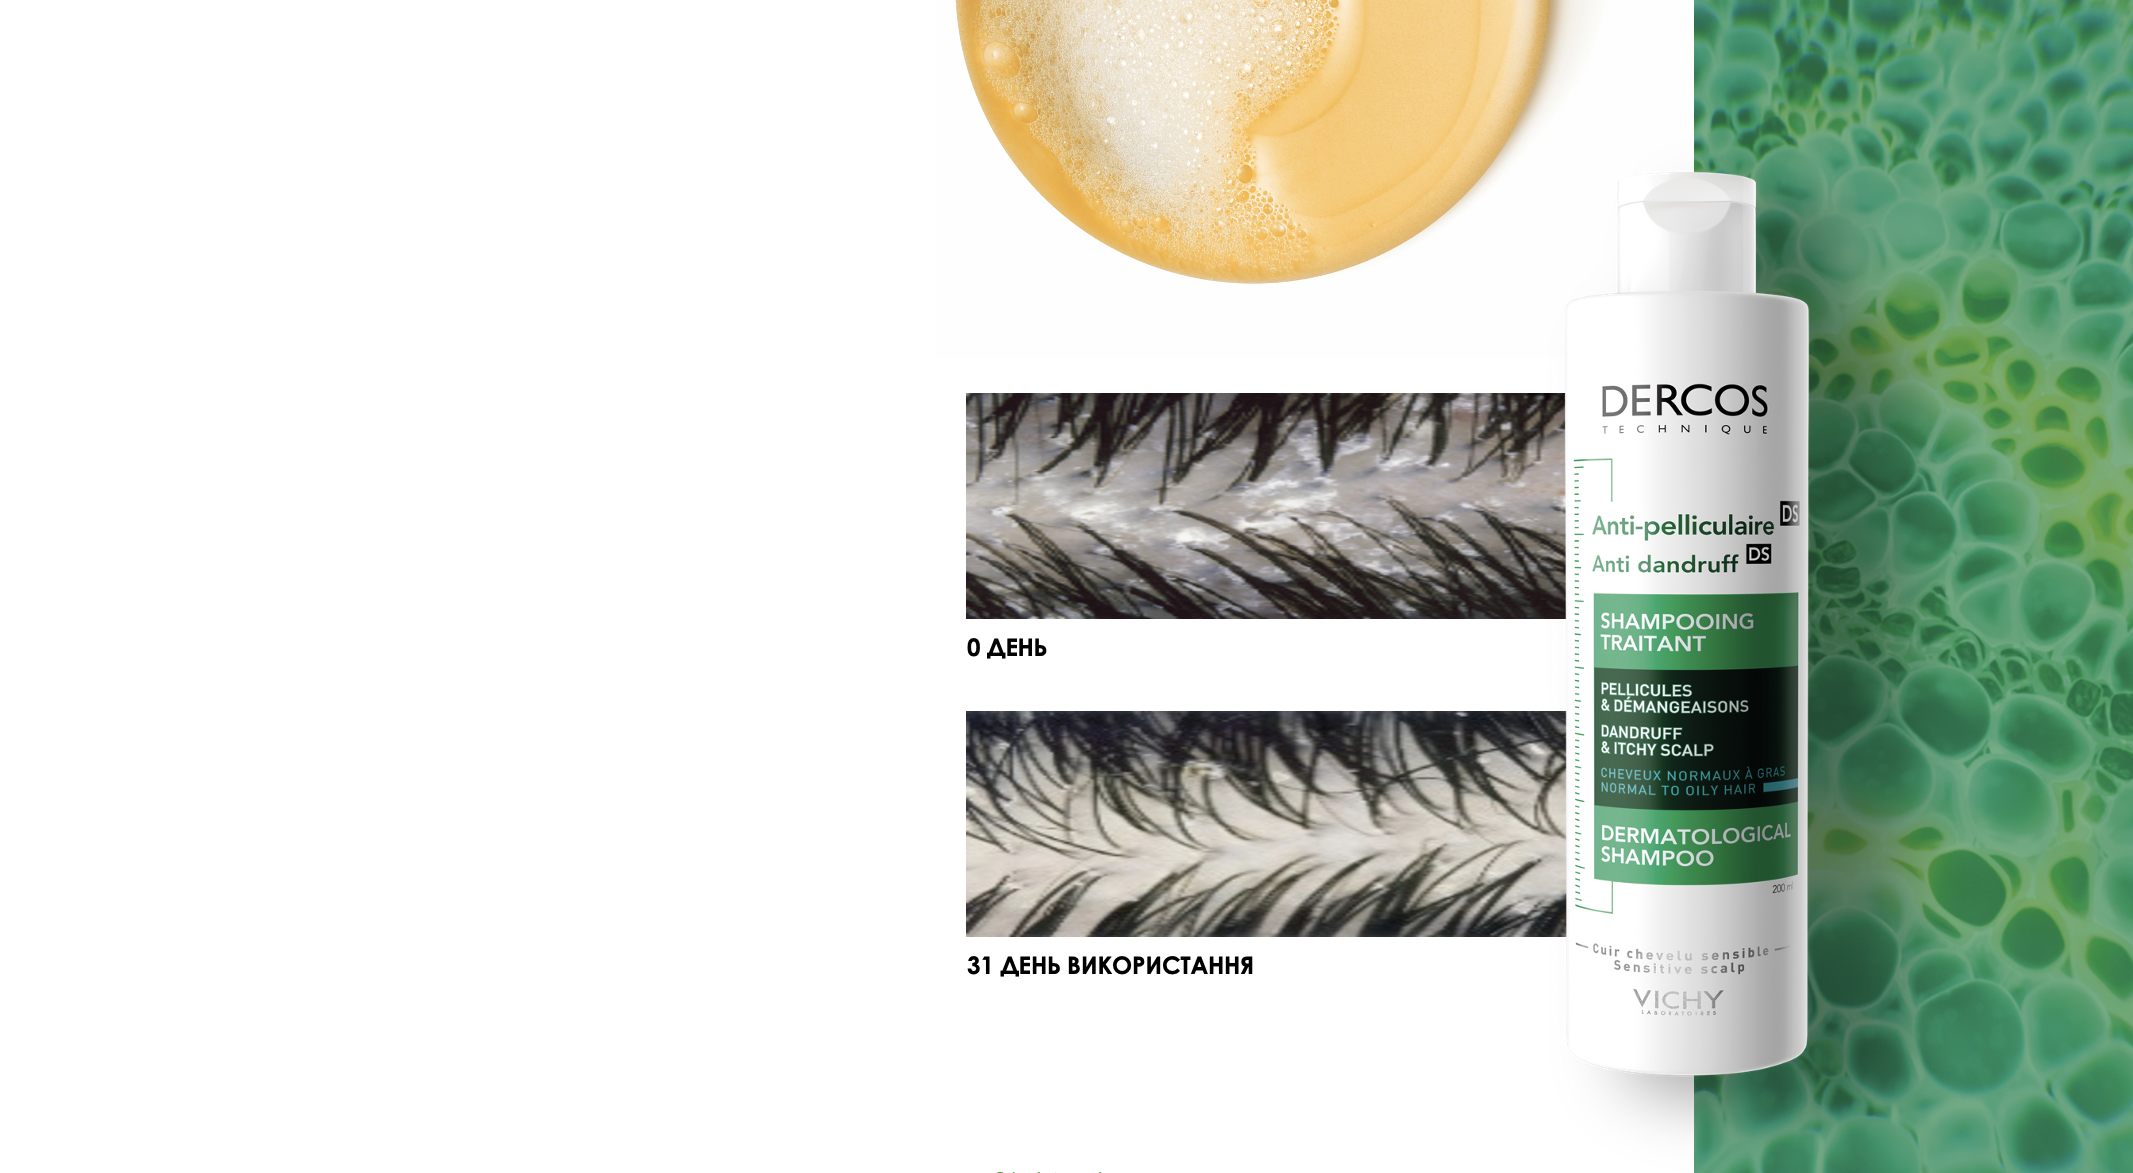 0 ДЕНЬ
31 ДЕНЬ ВИКОРИСТАННЯ
DERCOS
TECHNIQUE
Anti-pelliculaire DS
Anti dandruff DS
SHAMPOOING
TRAITANT
PELLICULES
& DÉMANGEAISONS
DANDRUFF
& ITCHY SCALP
CHEVEUX NORMAUX À GRAS
NORMAL TO OILY HAIR
DERMATOLOGICAL
SHAMPOO
200 ml
Cuir chevelu sensible
Sensitive scalp
VICHY
LABORATOIRES